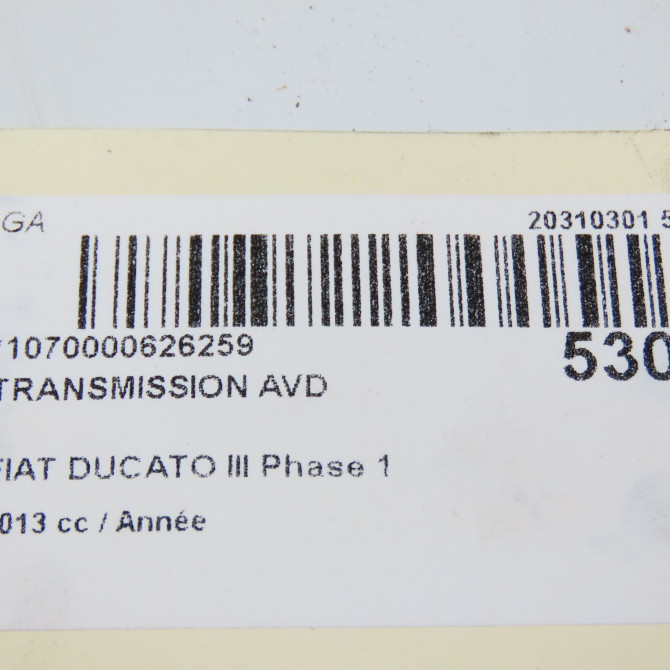 GA 20310301 5
*1070000626259 530
TRANSMISSION AVD
FIAT DUCATO III Phase 1
013 cc / Année